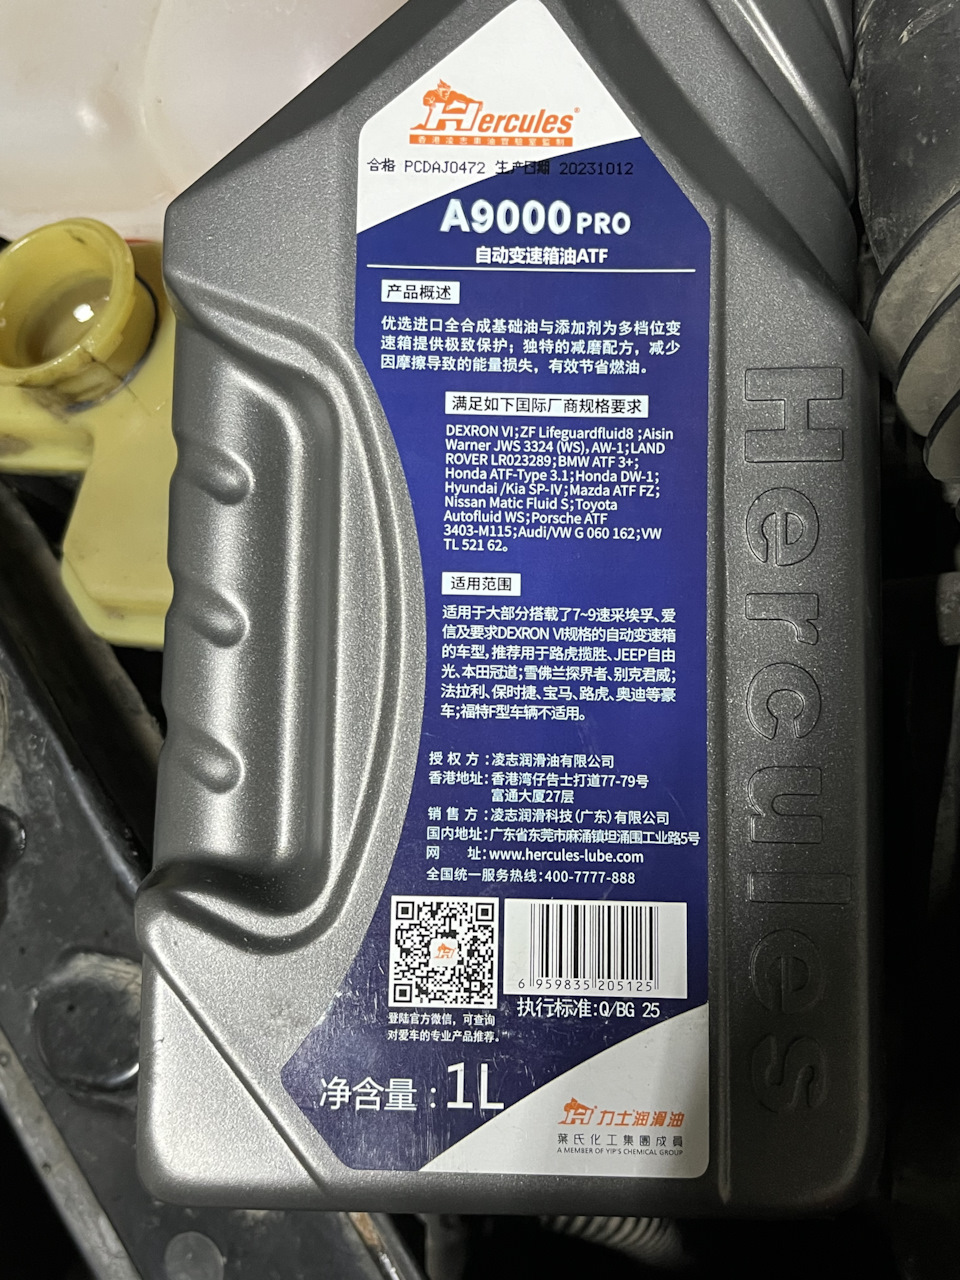 Hercules®
香港凌志車油實驗室監制
合格 PCDAJ0472 生产日期 20231012
A9000 PRO
自动变速箱油ATF
产品概述
优选进口全合成基础油与添加剂为多档位变
速箱提供极致保护；独特的减磨配方，减少
因摩擦导致的能量损失，有效节省燃油。
满足如下国际厂商规格要求
DEXRON VI;ZF Lifeguardfluid8 ;Aisin
Warner JWS 3324 (WS), AW-1;LAND
ROVER LR023289;BMW ATF 3+;
Honda ATF-Type 3.1;Honda DW-1;
Hyundai /Kia SP-IV;Mazda ATF FZ;
Nissan Matic Fluid S;Toyota
Autofluid WS;Porsche ATF
3403-M115;Audi/VW G 060 162;VW
TL 521 62。
适用范围
适用于大部分搭载了7~9速采埃孚、爱
信及要求DEXRON VI规格的自动变速箱
的车型,推荐用于路虎揽胜、JEEP自由
光、本田冠道;雪佛兰探界者、别克君威;
法拉利、保时捷、宝马、路虎、奥迪等豪
车;福特F型车辆不适用。
授权方:凌志润滑油有限公司
香港地址:香港湾仔告士打道77-79号
富通大厦27层
销售方:凌志润滑科技(广东)有限公司
国内地址:广东省东莞市麻涌镇坦涌围工业路5号
网 址:www.hercules-lube.com
全国统一服务热线:400-7777-888
6 959835 205125
执行标准:Q/BG 25
登陆官方微信，可查询
对爱车的专业产品推荐。
净含量:1L
力士润滑油
葉氏化工集團成員
A MEMBER OF YIP'S CHEMICAL GROUP
Hercules